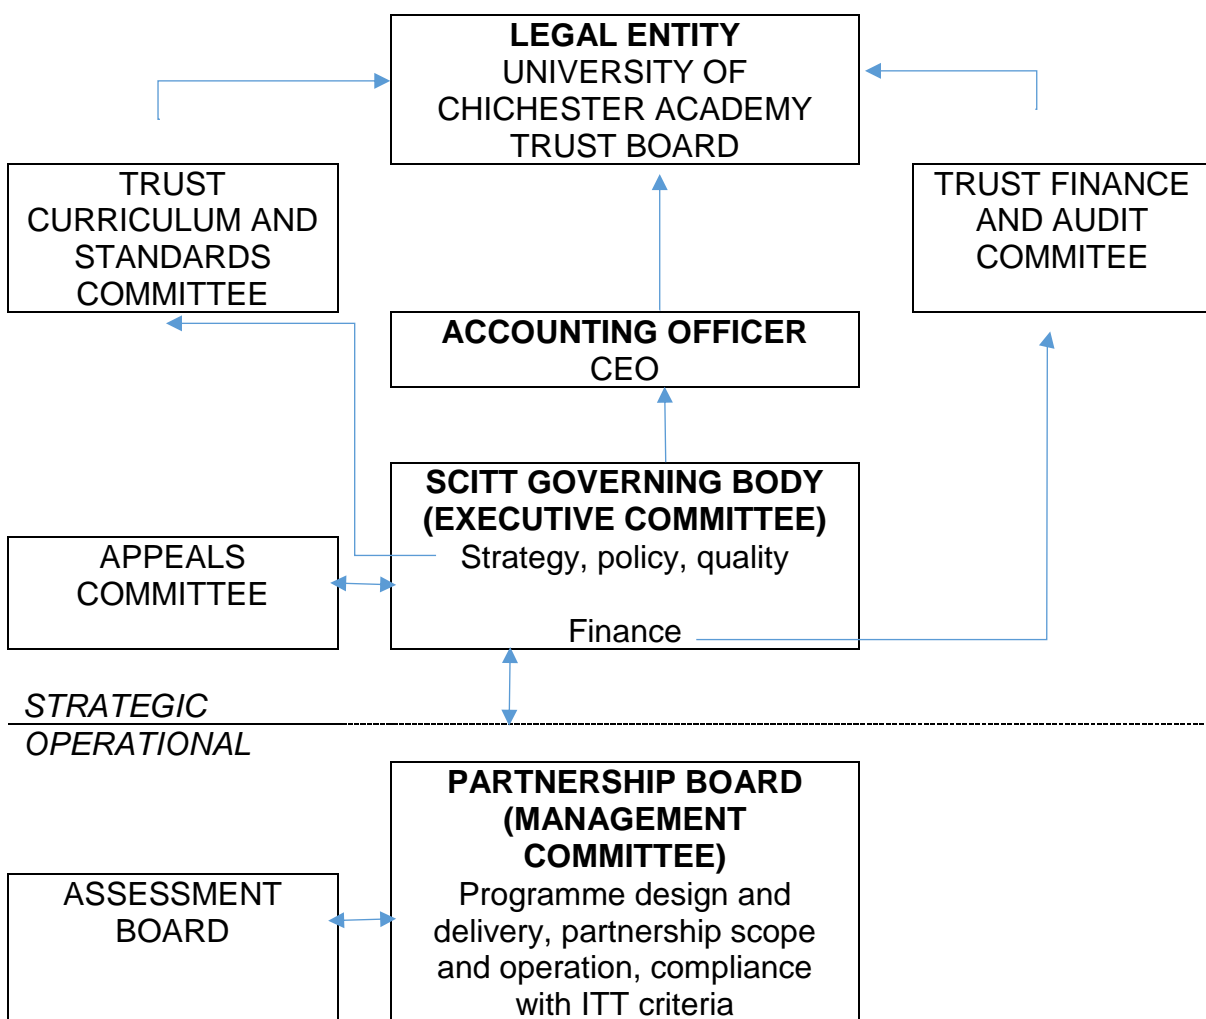 LEGAL ENTITY
UNIVERSITY OF
CHICHESTER ACADEMY
TRUST BOARD
TRUST
CURRICULUM AND
STANDARDS
COMMITTEE
TRUST FINANCE
AND AUDIT
COMMITEE
ACCOUNTING OFFICER
CEO
SCITT GOVERNING BODY
(EXECUTIVE COMMITTEE)
Strategy, policy, quality
Finance
APPEALS
COMMITTEE
STRATEGIC
OPERATIONAL
PARTNERSHIP BOARD
(MANAGEMENT
COMMITTEE)
Programme design and
delivery, partnership scope
and operation, compliance
with ITT criteria
ASSESSMENT
BOARD